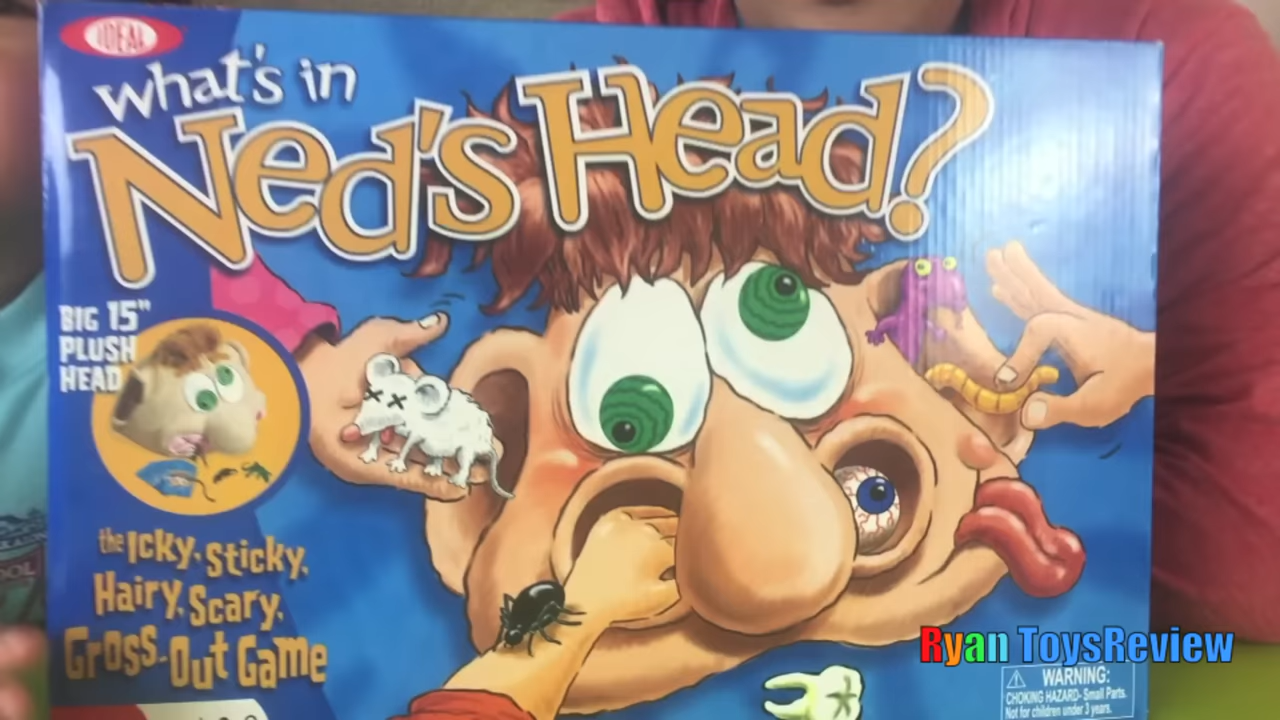 IDEAL
what's in
Ned's Head?
BIG 15"
PLUSH
HEAD
the Icky, Sticky,
Hairy, Scary,
Gross-Out Game
Ryan ToysReview
WARNING:
CHOKING HAZARD- Small Parts.
Not for children under 3 years.